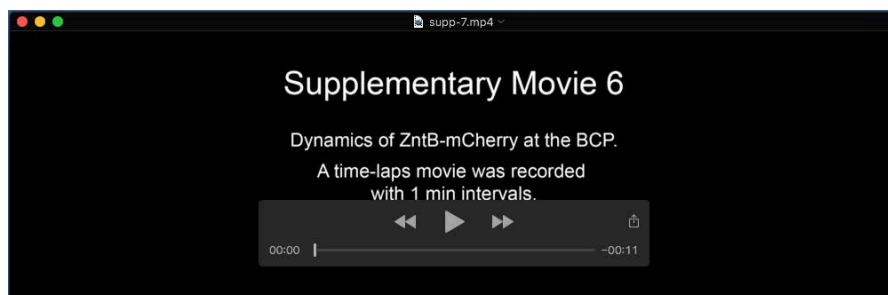 supp-7.mp4
Supplementary Movie 6
Dynamics of ZntB-mCherry at the BCP.
A time-laps movie was recorded
with 1 min intervals.
00:00 -00:11